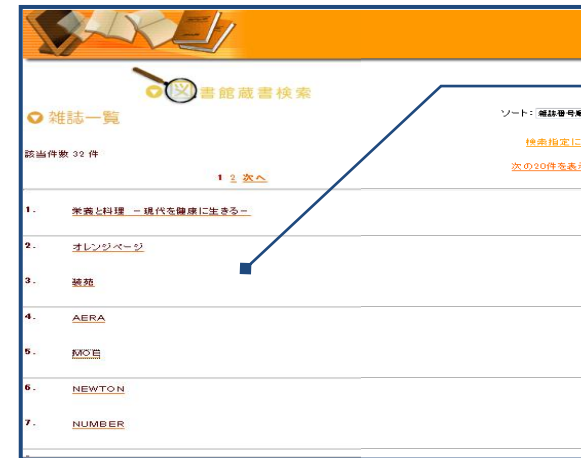 図書館蔵書検索
雑誌一覧
ソート: 雑誌番号順
検索指定に
該当件数 32 件
次の20件を表示
1 2 次へ
1. 栄養と料理 －現代を健康に生きる－
2. オレンジページ
3. 装苑
4. AERA
5. MOE
6. NEWTON
7. NUMBER